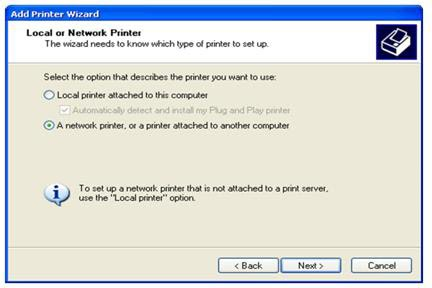 Add Printer Wizard
Local or Network Printer
The wizard needs to know which type of printer to set up.
Select the option that describes the printer you want to use:
Local printer attached to this computer
Automatically detect and install my Plug and Play printer
A network printer, or a printer attached to another computer
To set up a network printer that is not attached to a print server,
use the "Local printer" option.
< Back
Next >
Cancel